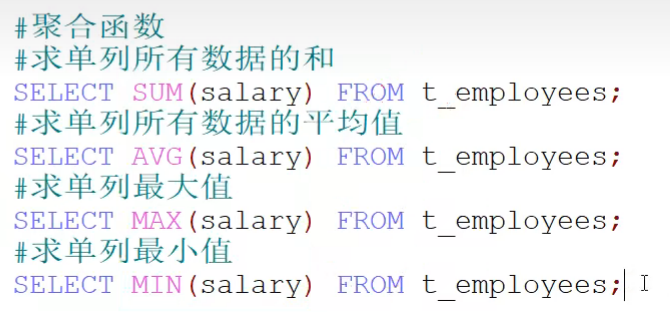 #聚合函数
#求单列所有数据的和
SELECT SUM(salary) FROM t_employees;
#求单列所有数据的平均值
SELECT AVG(salary) FROM t_employees;
#求单列最大值
SELECT MAX(salary) FROM t_employees;
#求单列最小值
SELECT MIN(salary) FROM t_employees;